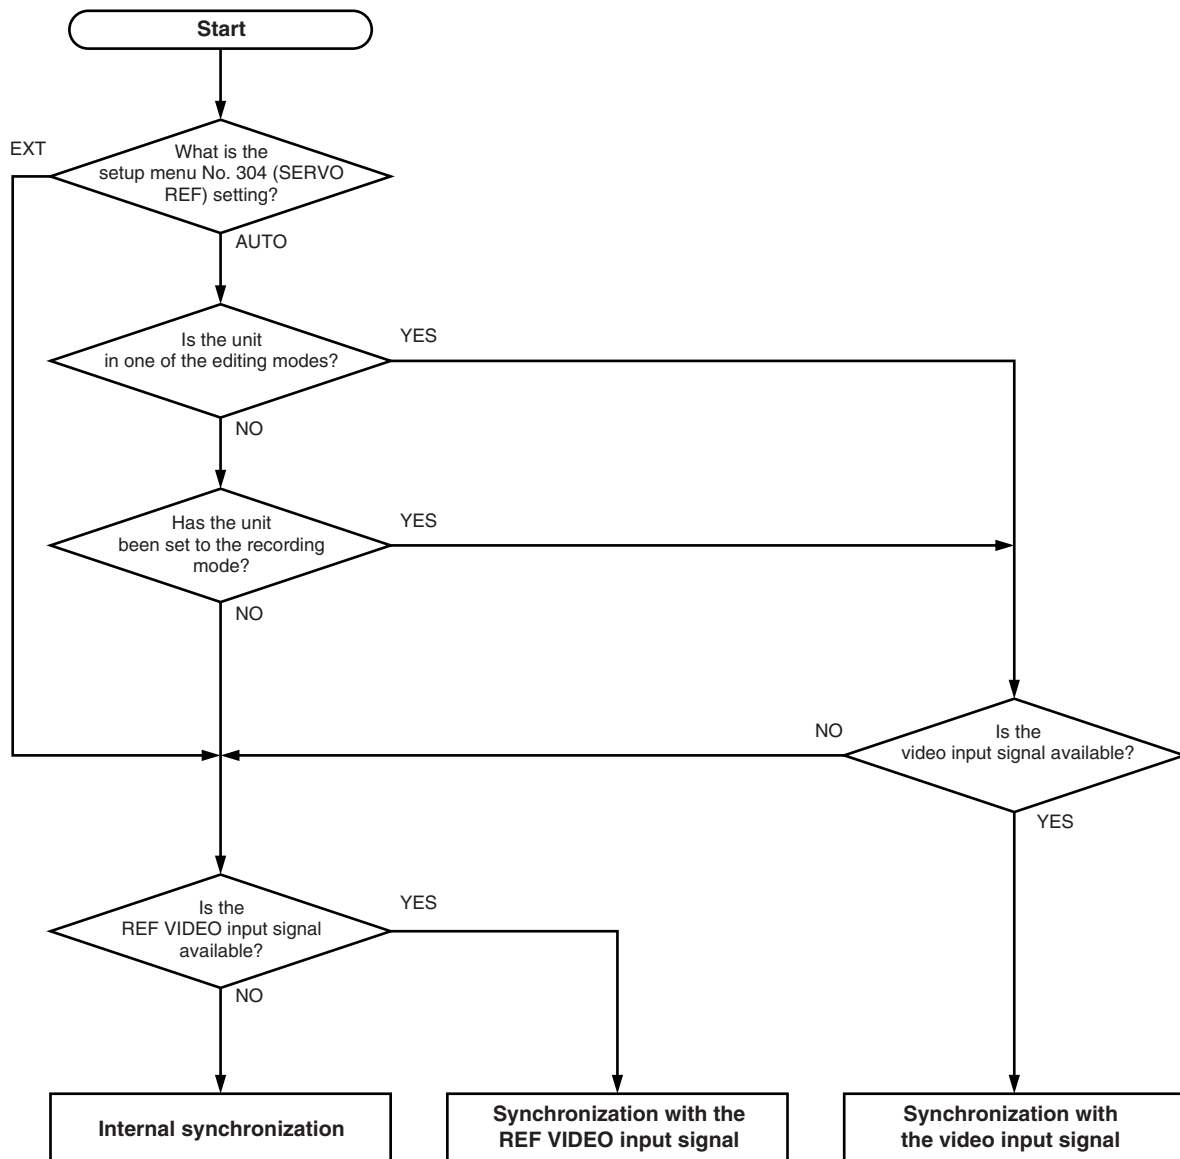 Start
EXT
What is the
setup menu No. 304 (SERVO
REF) setting?
AUTO
Is the unit
in one of the editing modes?
YES
NO
Has the unit
been set to the recording
mode?
YES
NO
NO
Is the
video input signal available?
YES
Is the
REF VIDEO input signal
available?
YES
NO
Internal synchronization
Synchronization with the
REF VIDEO input signal
Synchronization with
the video input signal